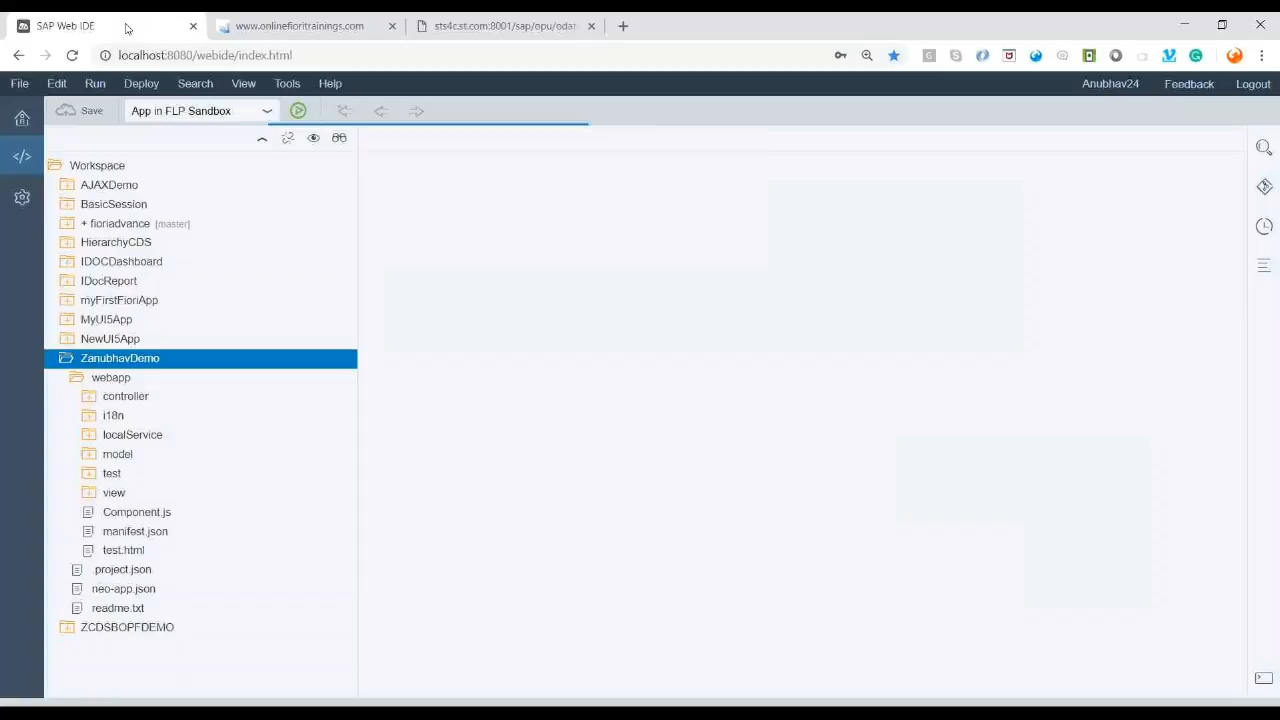 SAP Web IDE
www.onlinefioritrainings.com
sts4c.st.com:8001/sap/opu/odat
localhost:8080/webide/index.html
File Edit Run Deploy Search View Tools Help Anubhav24 Feedback Logout
Save App in FLP Sandbox
Workspace
AJAXDemo
BasicSession
+ fioriadvance [master]
HierarchyCDS
IDOCDashboard
IDocReport
myFirstFioriApp
MyUI5App
NewUI5App
ZanubhavDemo
webapp
controller
i18n
localService
model
test
view
Component.js
manifest.json
test.html
.project.json
neo-app.json
readme.txt
ZCDSBOPFDEMO